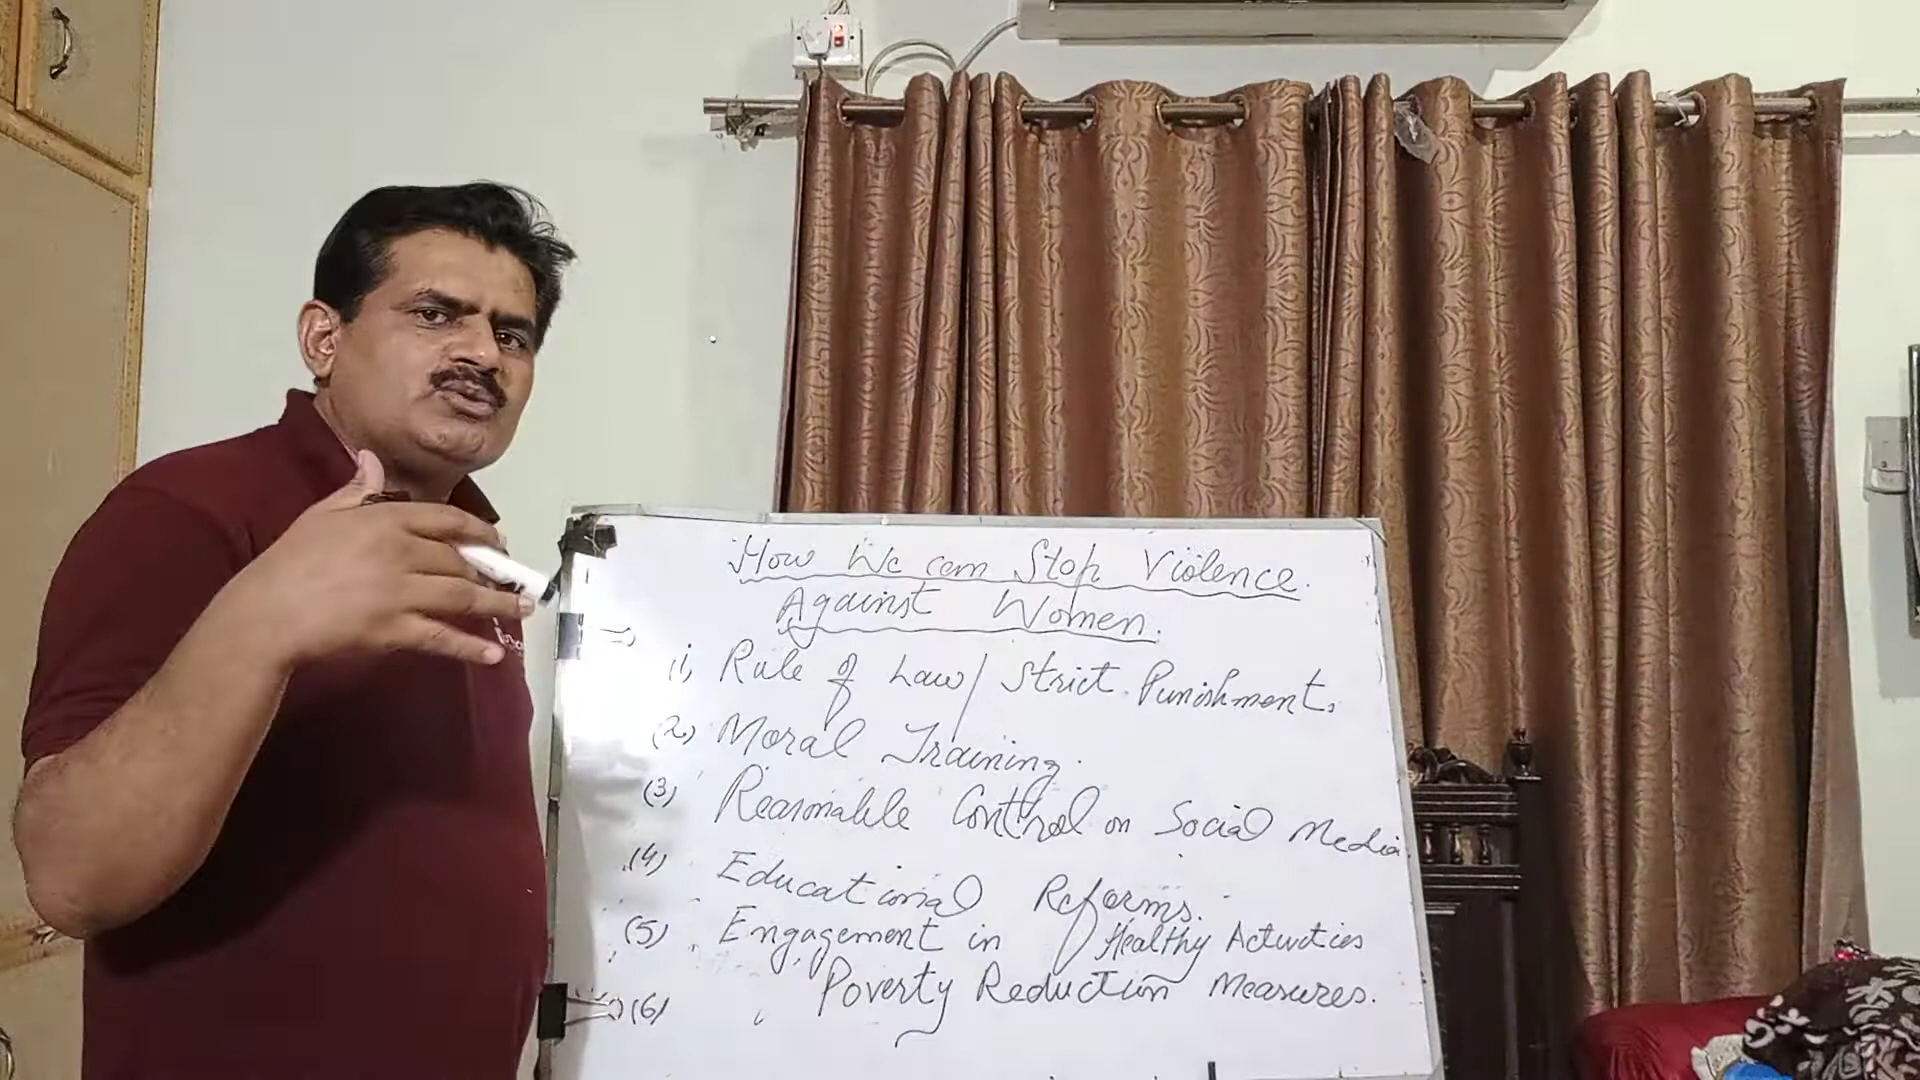 How We can Stop Violence.
Against Women.
(1) Rule of Law/ Strict Punishment.
(2) Moral Training.
(3) Reasonable Control on Social Media
(4) Educational Reforms.
(5) Engagement in Healthy Activities
(6) Poverty Reduction Measures.